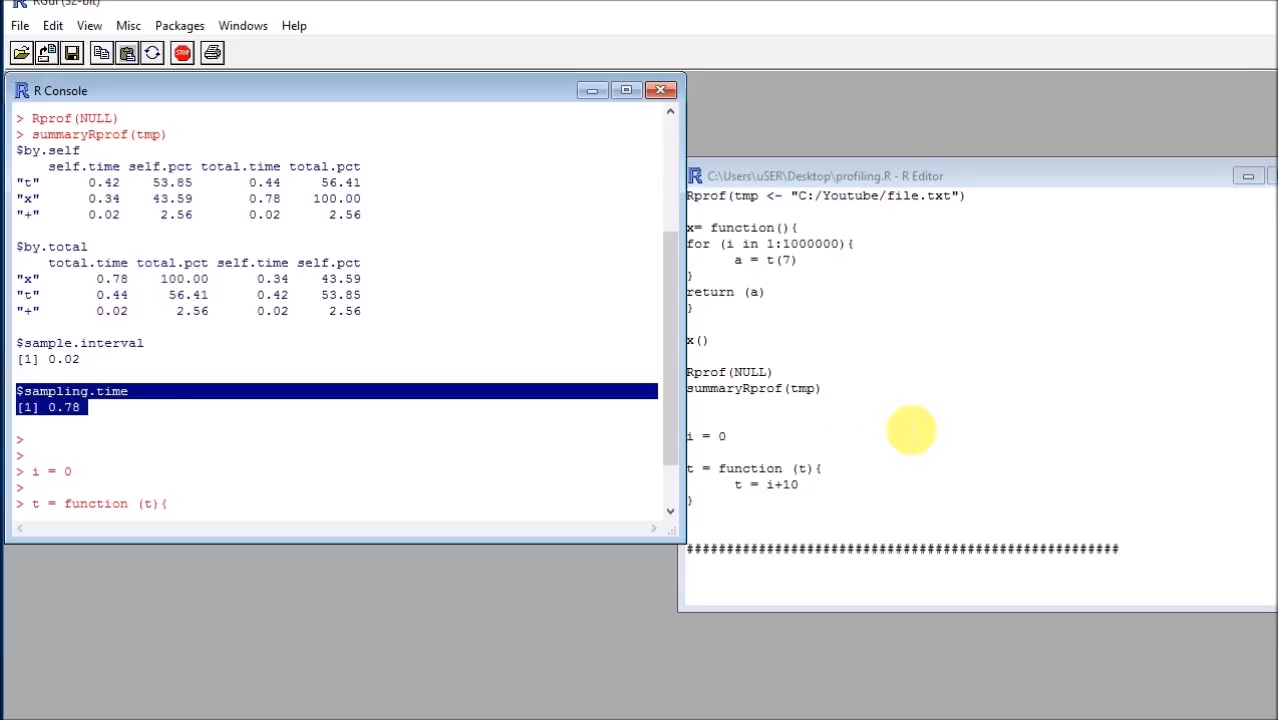 RGui (32-bit)
File Edit View Misc Packages Windows Help
STOP
R Console
> Rprof(NULL)
> summaryRprof(tmp)
$by.self
    self.time self.pct total.time total.pct
"t"      0.42    53.85       0.44     56.41
"x"      0.34    43.59       0.78    100.00
"+"      0.02     2.56       0.02      2.56
$by.total
    total.time total.pct self.time self.pct
"x"       0.78    100.00      0.34    43.59
"t"       0.44     56.41      0.42    53.85
"+"       0.02      2.56      0.02     2.56
$sample.interval
[1] 0.02
$sampling.time
[1] 0.78
>
>
> i = 0
>
> t = function (t){
C:\Users\uSER\Desktop\profiling.R - R Editor
Rprof(tmp <- "C:/Youtube/file.txt")
x= function(){
for (i in 1:1000000){
      a = t(7)
}
return (a)
}
x()
Rprof(NULL)
summaryRprof(tmp)
i = 0
t = function (t){
      t = i+10
}
######################################################